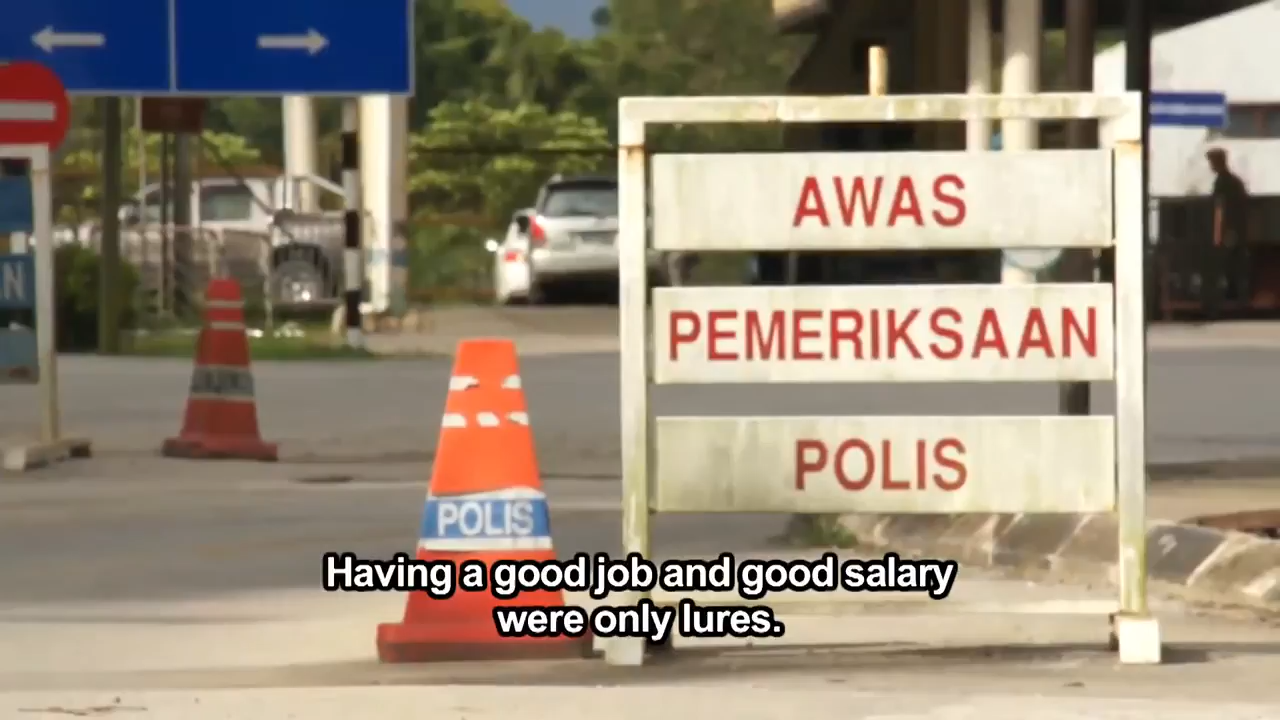 AWAS
PEMERIKSAAN
POLIS
POLIS
Having a good job and good salary
were only lures.